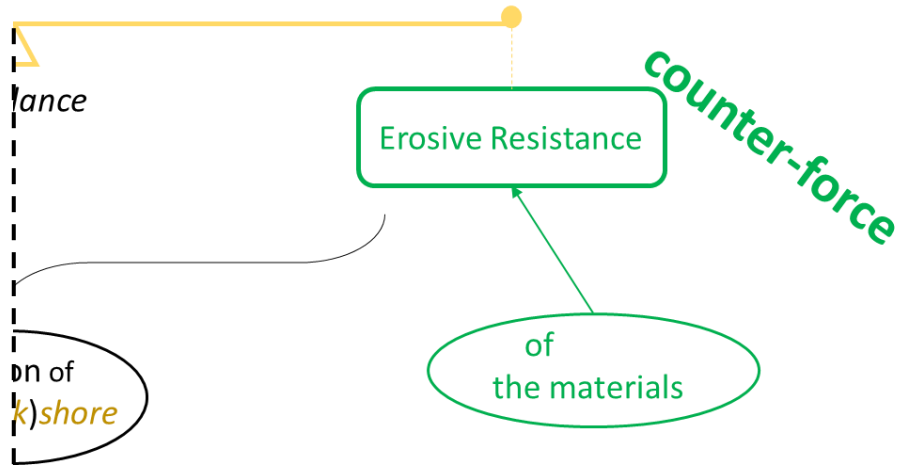 lance
Erosive Resistance
counter-force
of
the materials
on of
k)shore